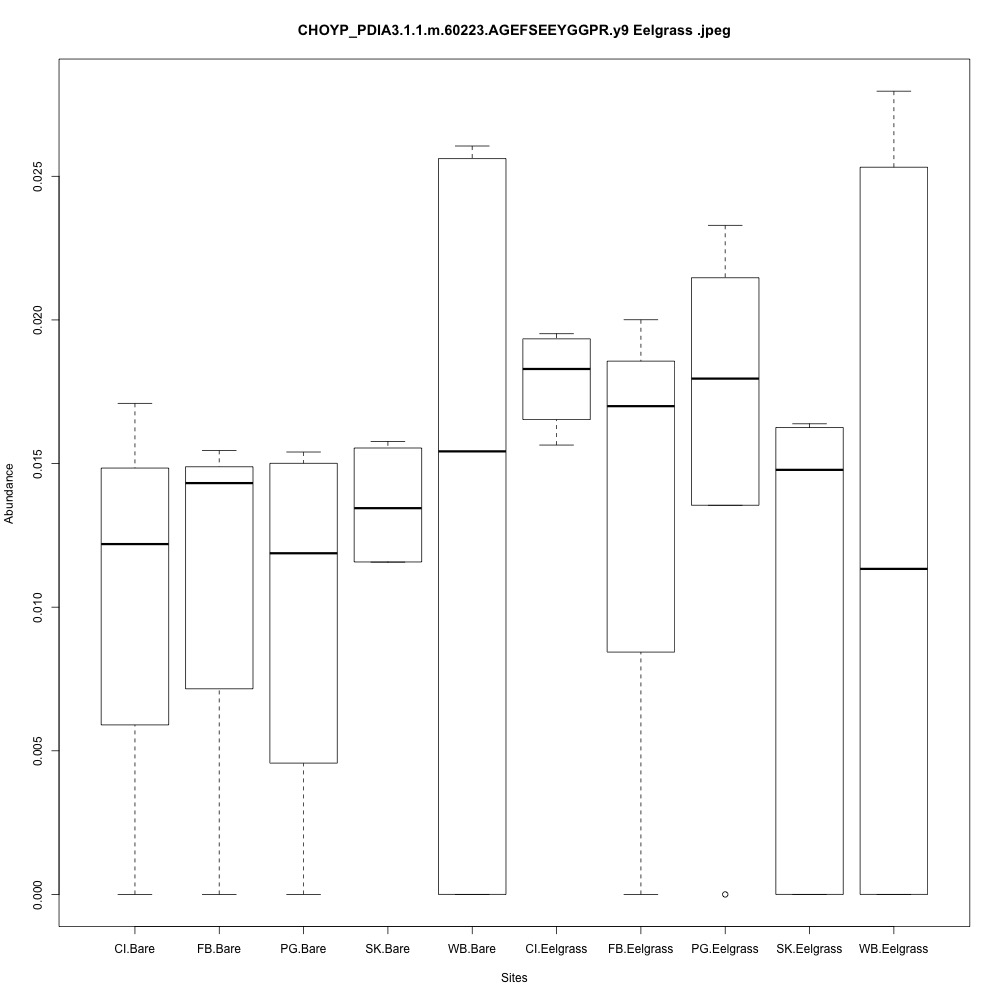 CHOYP_PDIA3.1.1.m.60223.AGEFSEEYGGPR.y9 Eelgrass .jpeg
Abundance
0.025
0.020
0.015
0.010
0.005
0.000
CI.Bare FB.Bare PG.Bare SK.Bare WB.Bare CI.Eelgrass FB.Eelgrass PG.Eelgrass SK.Eelgrass WB.Eelgrass
Sites